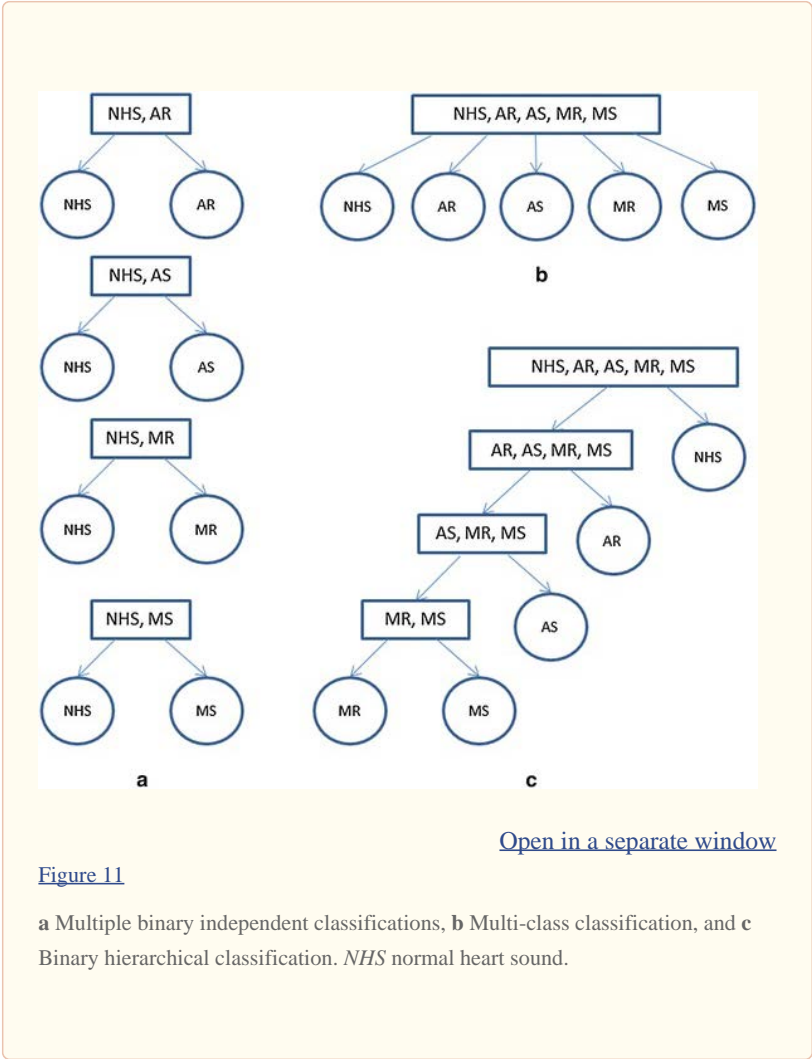 NHS, AR
NHS
AR
NHS, AS
NHS
AS
NHS, MR
NHS
MR
NHS, MS
NHS
MS
a
NHS, AR, AS, MR, MS
NHS
AR
AS
MR
MS
b
NHS, AR, AS, MR, MS
AR, AS, MR, MS
NHS
AS, MR, MS
AR
MR, MS
AS
MR
MS
c
Open in a separate window
Figure 11
a Multiple binary independent classifications, b Multi-class classification, and c
Binary hierarchical classification. NHS normal heart sound.